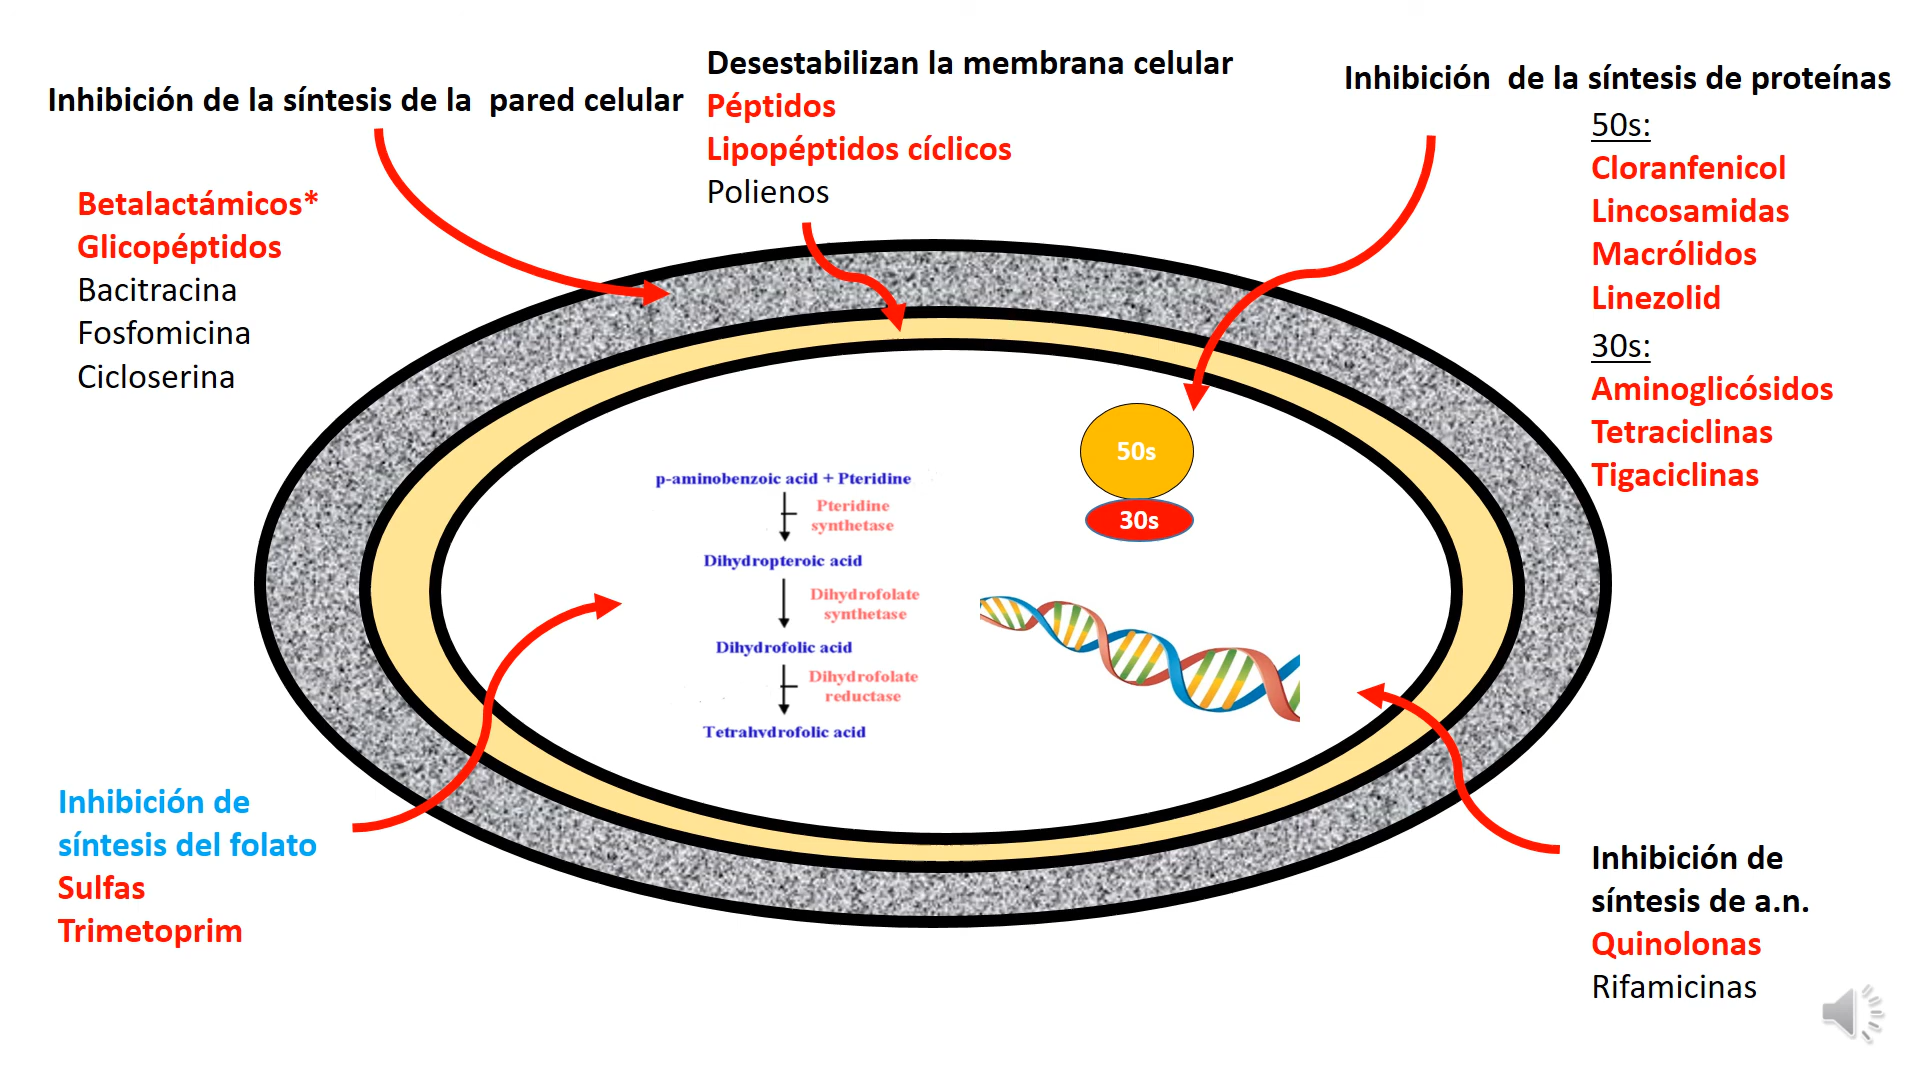 Inhibición de la síntesis de la pared celular
Betalactámicos*
Glicopéptidos
Bacitracina
Fosfomicina
Cicloserina
Desestabilizan la membrana celular
Péptidos
Lipopéptidos cíclicos
Polienos
Inhibición de la síntesis de proteínas
50s:
Cloranfenicol
Lincosamidas
Macrólidos
Linezolid
30s:
Aminoglicósidos
Tetraciclinas
Tigaciclinas
50s
30s
p-aminobenzoic acid + Pteridine
Pteridine
synthetase
Dihydropteroic acid
Dihydrofolate
synthetase
Dihydrofolic acid
Dihydrofolate
reductase
Tetrahydrofolic acid
Inhibición de
síntesis del folato
Sulfas
Trimetoprim
Inhibición de
síntesis de a.n.
Quinolonas
Rifamicinas